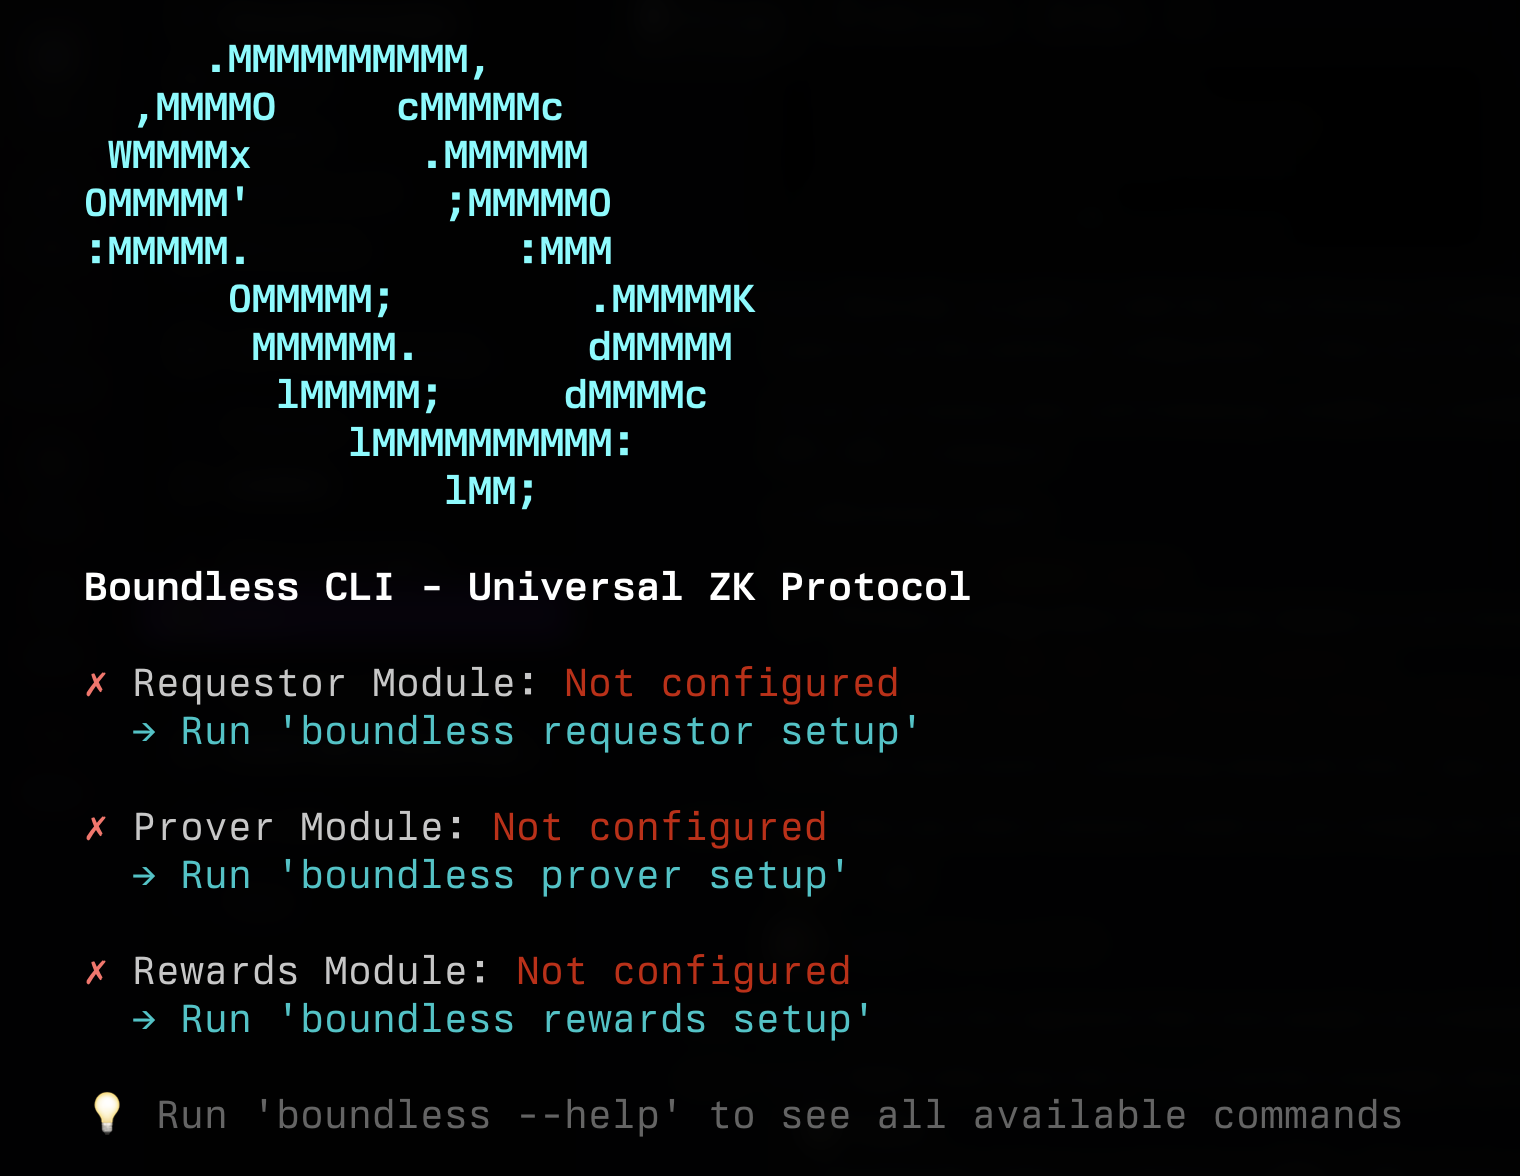 .MMMMMMMMMM,
  ,MMMMO     cMMMMMc
 WMMMMx       .MMMMMM
OMMMMM'        ;MMMMMO
:MMMMM.           :MMM
      OMMMMM;        .MMMMMK
       MMMMMM.       dMMMMM
        lMMMMM;     dMMMMc
           lMMMMMMMMMM:
               lMM;
Boundless CLI - Universal ZK Protocol
✗ Requestor Module: Not configured
  → Run 'boundless requestor setup'
✗ Prover Module: Not configured
  → Run 'boundless prover setup'
✗ Rewards Module: Not configured
  → Run 'boundless rewards setup'
💡 Run 'boundless --help' to see all available commands